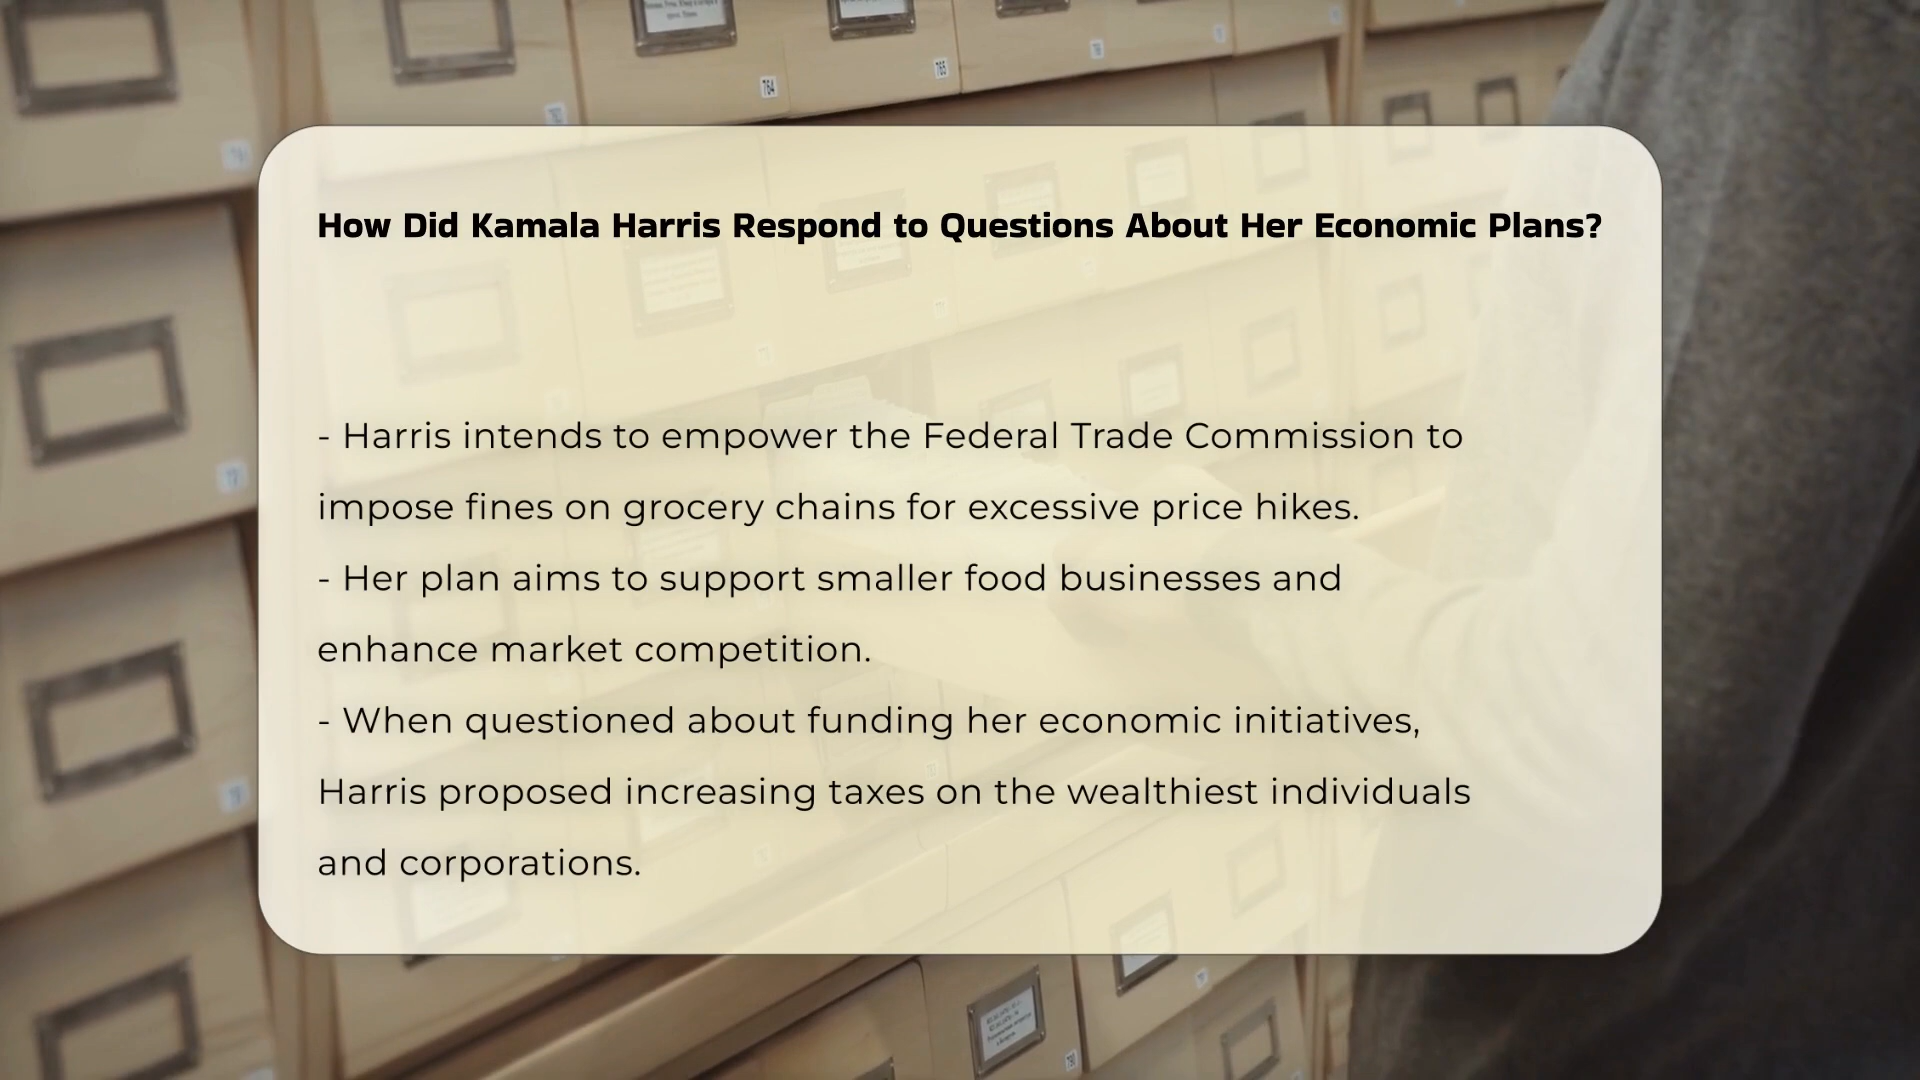 764
765
How Did Kamala Harris Respond to Questions About Her Economic Plans?
- Harris intends to empower the Federal Trade Commission to
impose fines on grocery chains for excessive price hikes.
- Her plan aims to support smaller food businesses and
enhance market competition.
- When questioned about funding her economic initiatives,
Harris proposed increasing taxes on the wealthiest individuals
and corporations.